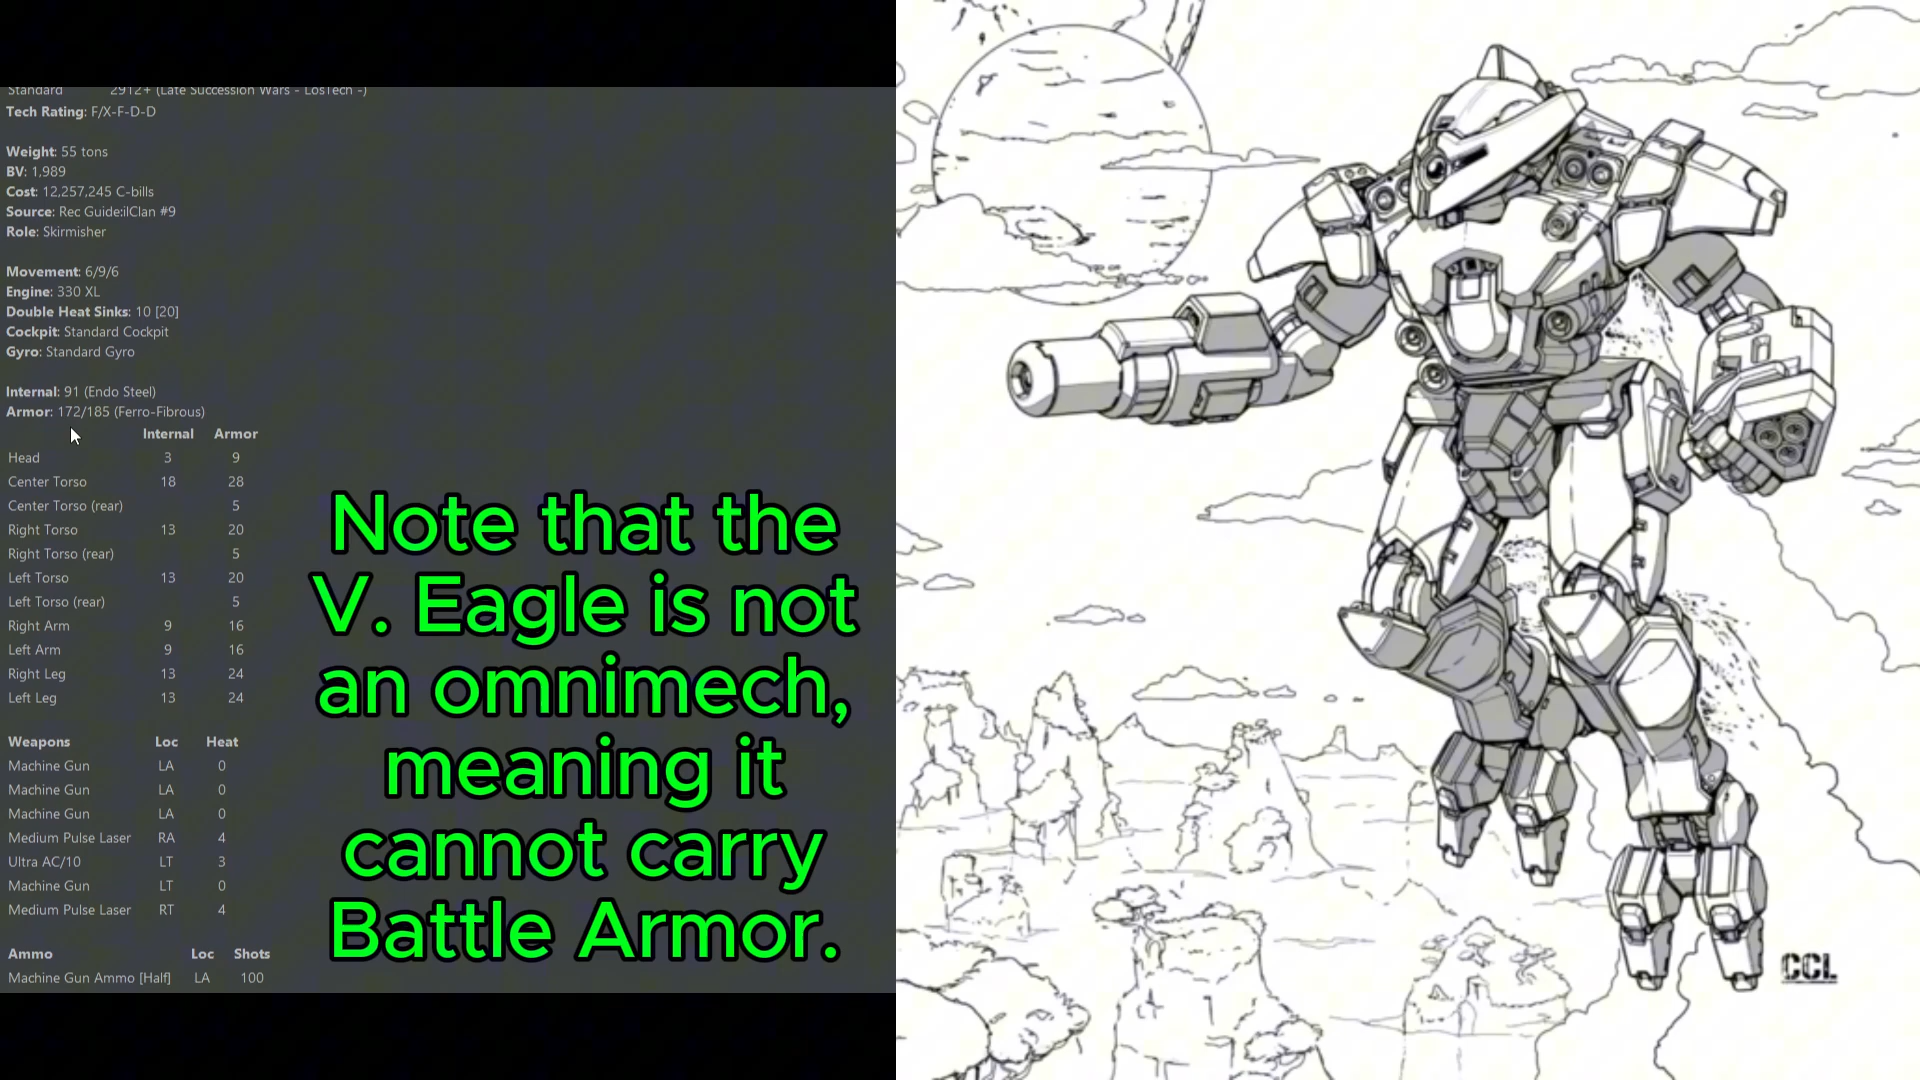 Standard 2912+ (Late Succession Wars - LosTech -)
Tech Rating: F/X-F-D-D
Weight: 55 tons
BV: 1,989
Cost: 12,257,245 C-bills
Source: Rec Guide:ilClan #9
Role: Skirmisher
Movement: 6/9/6
Engine: 330 XL
Double Heat Sinks: 10 [20]
Cockpit: Standard Cockpit
Gyro: Standard Gyro
Internal: 91 (Endo Steel)
Armor: 172/185 (Ferro-Fibrous)
Internal Armor
Head 3 9
Center Torso 18 28
Center Torso (rear) 5
Right Torso 13 20
Right Torso (rear) 5
Left Torso 13 20
Left Torso (rear) 5
Right Arm 9 16
Left Arm 9 16
Right Leg 13 24
Left Leg 13 24
Weapons Loc Heat
Machine Gun LA 0
Machine Gun LA 0
Machine Gun LA 0
Medium Pulse Laser RA 4
Ultra AC/10 LT 3
Machine Gun LT 0
Medium Pulse Laser RT 4
Ammo Loc Shots
Machine Gun Ammo [Half] LA 100
Note that the
V. Eagle is not
an omnimech,
meaning it
cannot carry
Battle Armor.
CCL